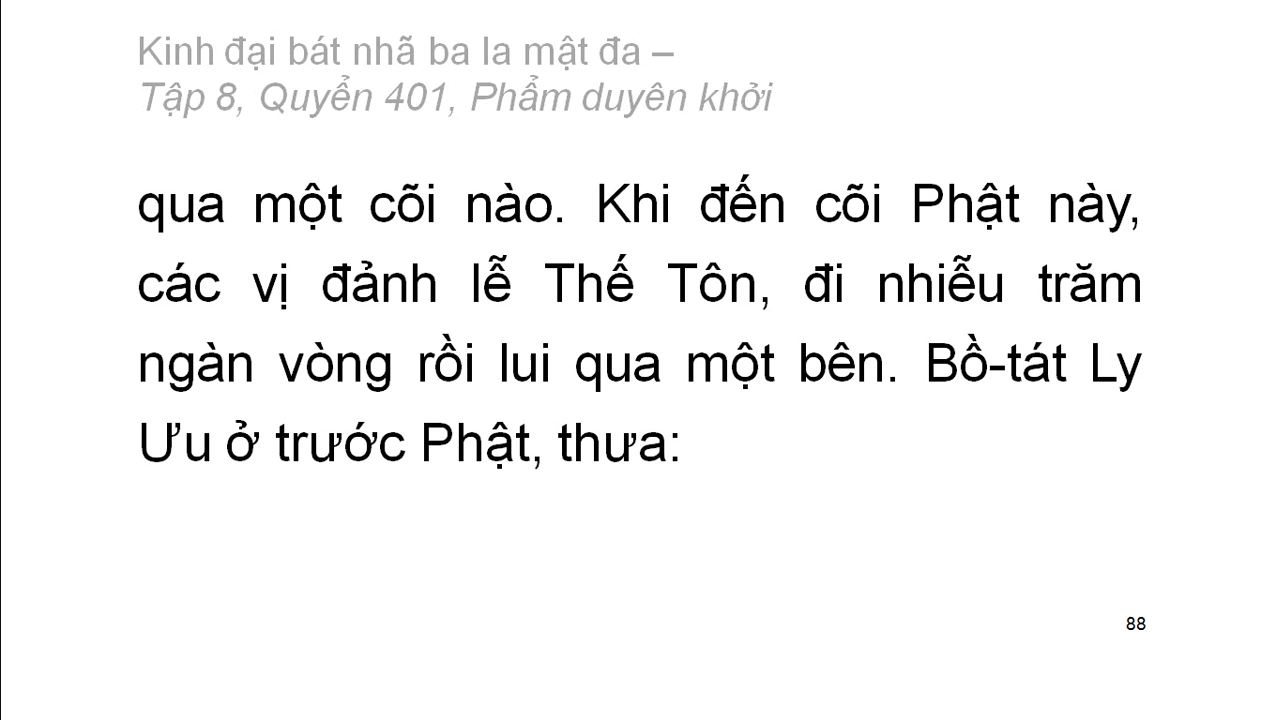 Kinh đại bát nhã ba la mật đa –
Tập 8, Quyển 401, Phẩm duyên khởi
qua một cõi nào. Khi đến cõi Phật này,
các vị đảnh lễ Thế Tôn, đi nhiễu trăm
ngàn vòng rồi lui qua một bên. Bồ-tát Ly
Ưu ở trước Phật, thưa:
88